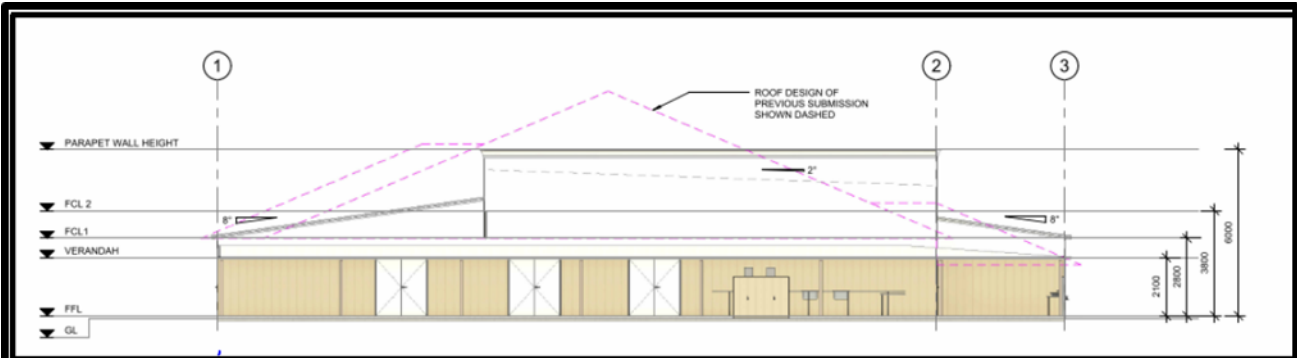 1
2
3
ROOF DESIGN OF
PREVIOUS SUBMISSION
SHOWN DASHED
PARAPET WALL HEIGHT
2°
FCL 2
8°
8°
FCL1
VERANDAH
2100
2800
3800
6000
FFL
GL